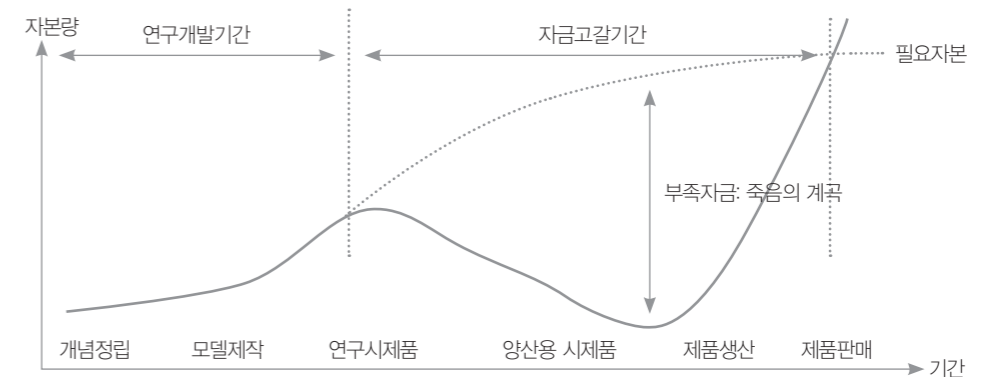 자본량
연구개발기간
자금고갈기간
필요자본
부족자금: 죽음의 계곡
개념정립
모델제작
연구시제품
양산용 시제품
제품생산
제품판매
기간